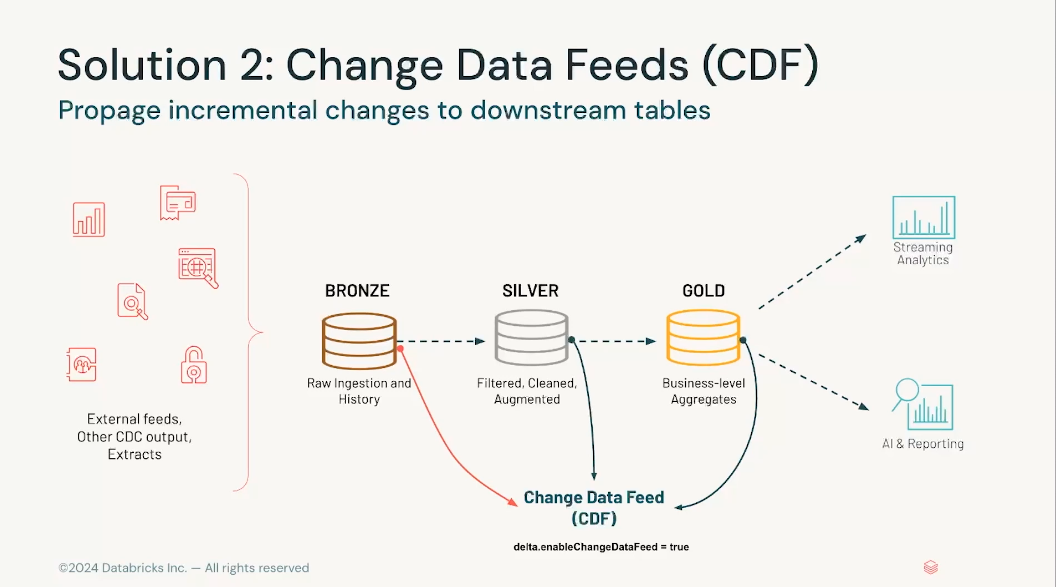 Solution 2: Change Data Feeds (CDF)
Propage incremental changes to downstream tables
External feeds,
Other CDC output,
Extracts
BRONZE
Raw Ingestion and
History
SILVER
Filtered, Cleaned,
Augmented
GOLD
Business-level
Aggregates
Streaming
Analytics
AI & Reporting
Change Data Feed
(CDF)
delta.enableChangeDataFeed = true
©2024 Databricks Inc. — All rights reserved